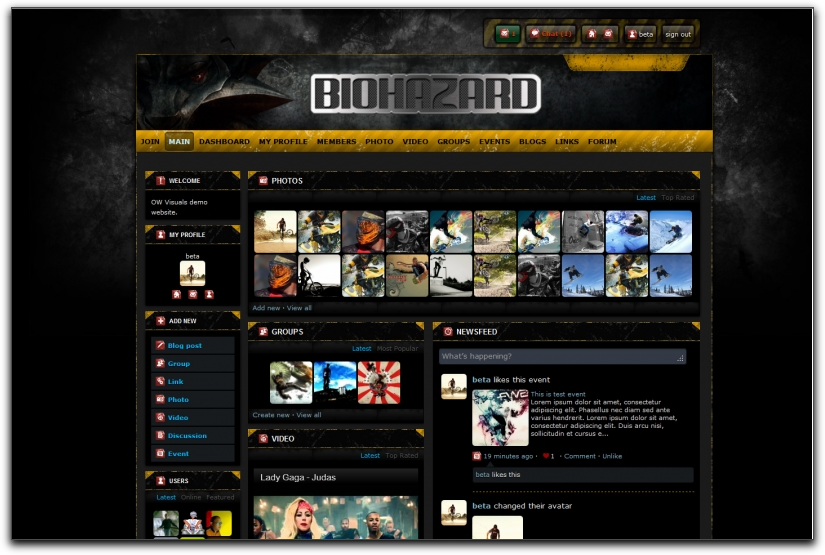 1
Chat (1)
beta
sign out
BIOHAZARD
JOIN MAIN DASHBOARD MY PROFILE MEMBERS PHOTO VIDEO GROUPS EVENTS BLOGS LINKS FORUM
WELCOME
OW Visuals demo
website.
MY PROFILE
beta
ADD NEW
Blog post
Group
Link
Photo
Video
Discussion
Event
USERS
Latest Online Featured
PHOTOS
Latest Top Rated
Add new · View all
GROUPS
Latest Most Popular
Create new · View all
VIDEO
Latest Top Rated
Lady Gaga - Judas
NEWSFEED
What's happening?
beta likes this event
This is test event
Lorem ipsum dolor sit amet, consectetur
adipiscing elit. Phasellus nec diam sed ante
varius hendrerit. Lorem ipsum dolor sit amet,
consectetur adipiscing elit. Duis arcu nisi,
sollicitudin et cursus e...
19 minutes ago · 1 · Comment · Unlike
beta likes this
beta changed their avatar